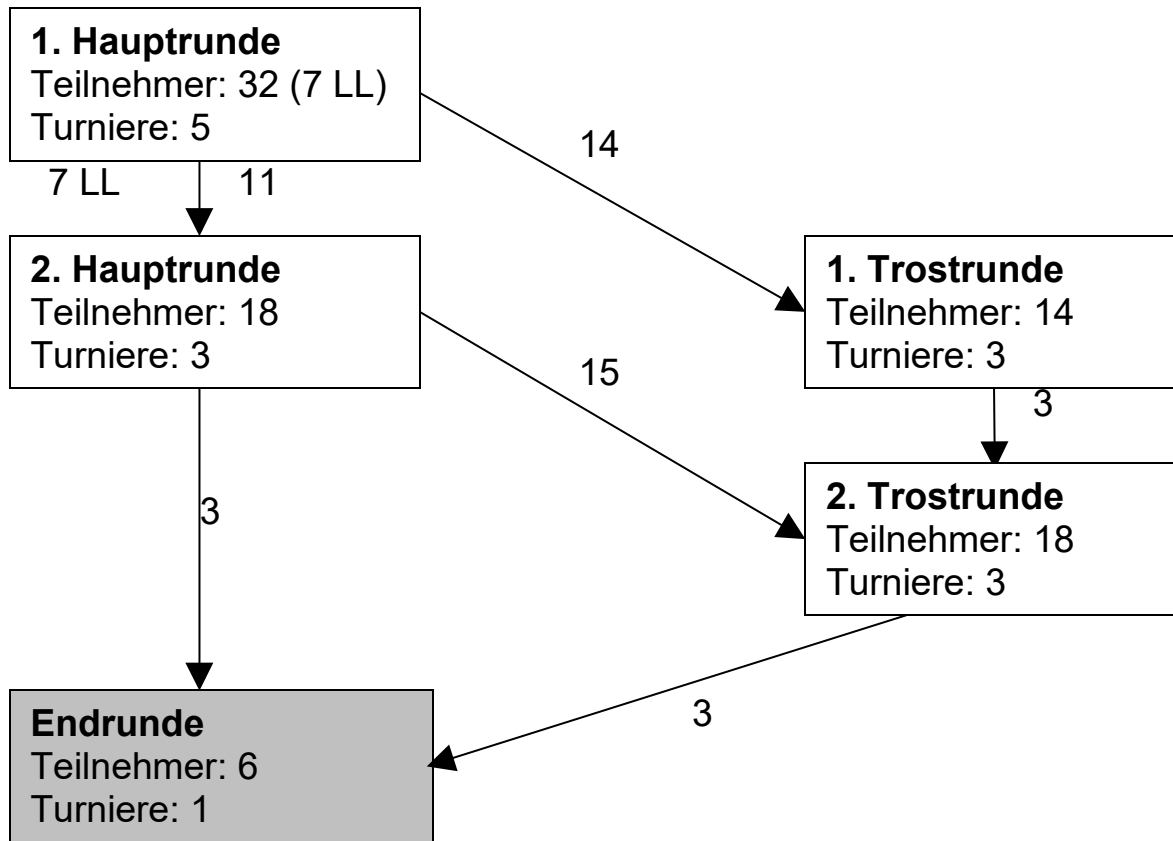 1. Hauptrunde
Teilnehmer: 32 (7 LL)
Turniere: 5
14
7 LL
11
2. Hauptrunde
Teilnehmer: 18
Turniere: 3
1. Trostrunde
Teilnehmer: 14
Turniere: 3
15
3
2. Trostrunde
Teilnehmer: 18
Turniere: 3
3
3
Endrunde
Teilnehmer: 6
Turniere: 1